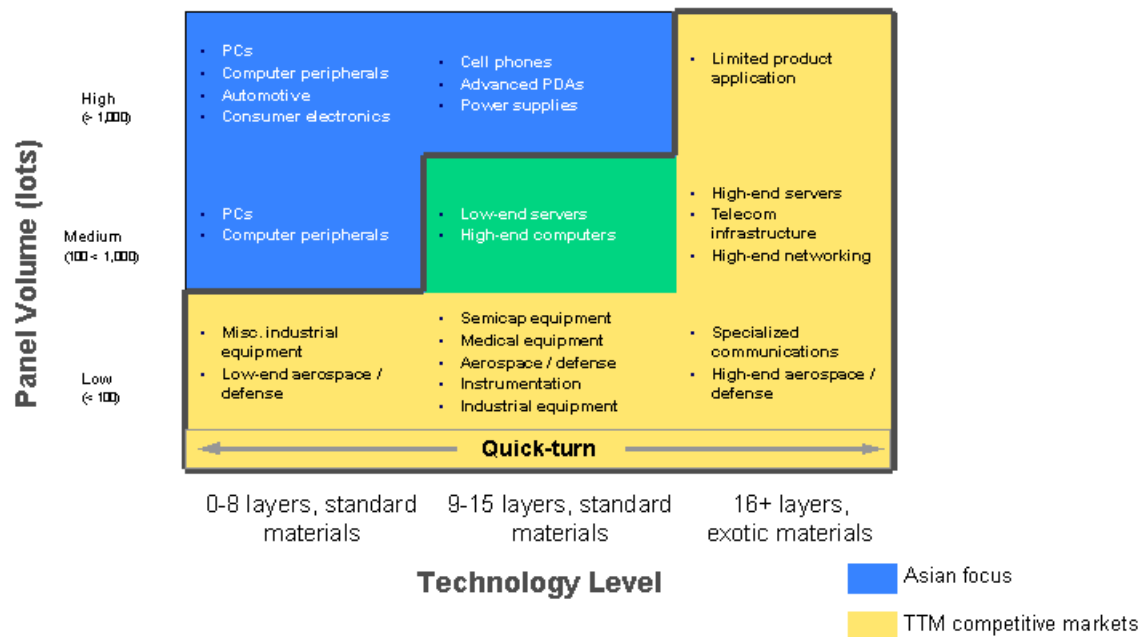 Panel Volume (lots)
High
(> 1,000)
• PCs
• Computer peripherals
• Automotive
• Consumer electronics
• Cell phones
• Advanced PDAs
• Power supplies
• Limited product
application
Medium
(100 < 1,000)
• PCs
• Computer peripherals
• Low-end servers
• High-end computers
• High-end servers
• Telecom
infrastructure
• High-end networking
Low
(< 100)
• Misc. industrial
equipment
• Low-end aerospace /
defense
• Semicap equipment
• Medical equipment
• Aerospace / defense
• Instrumentation
• Industrial equipment
• Specialized
communications
• High-end aerospace /
defense
Quick-turn
0-8 layers, standard
materials
9-15 layers, standard
materials
16+ layers,
exotic materials
Technology Level
Asian focus
TTM competitive markets